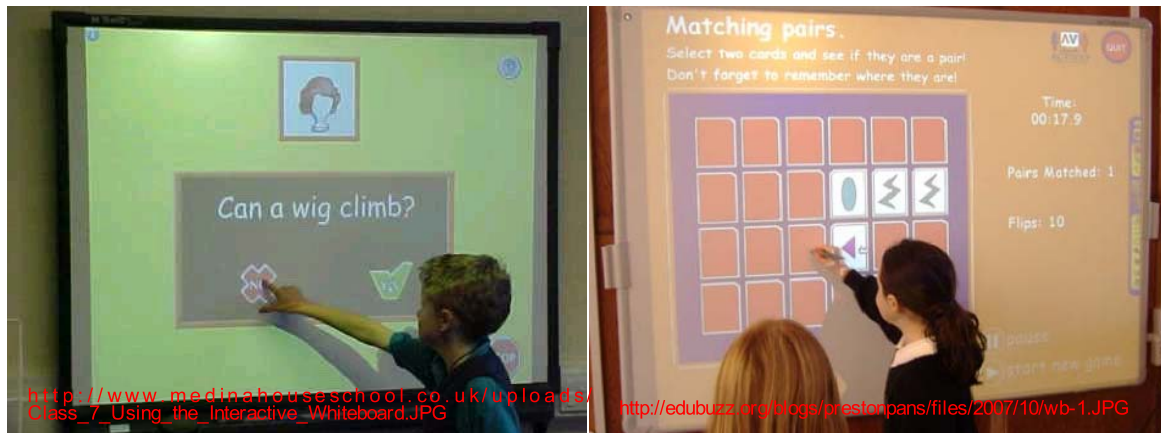 Can a wig climb?
NO
YES
http://www.medinahouseschool.co.uk/uploads/
Class_7_Using_the_Interactive_Whiteboard.JPG
Matching pairs.
Select two cards and see if they are a pair!
Don't forget to remember where they are!
AV
QUIT
Time:
00:17.9
Pairs Matched: 1
Flips: 10
pause
start new game
http://edubuzz.org/blogs/prestonpans/files/2007/10/wb-1.JPG